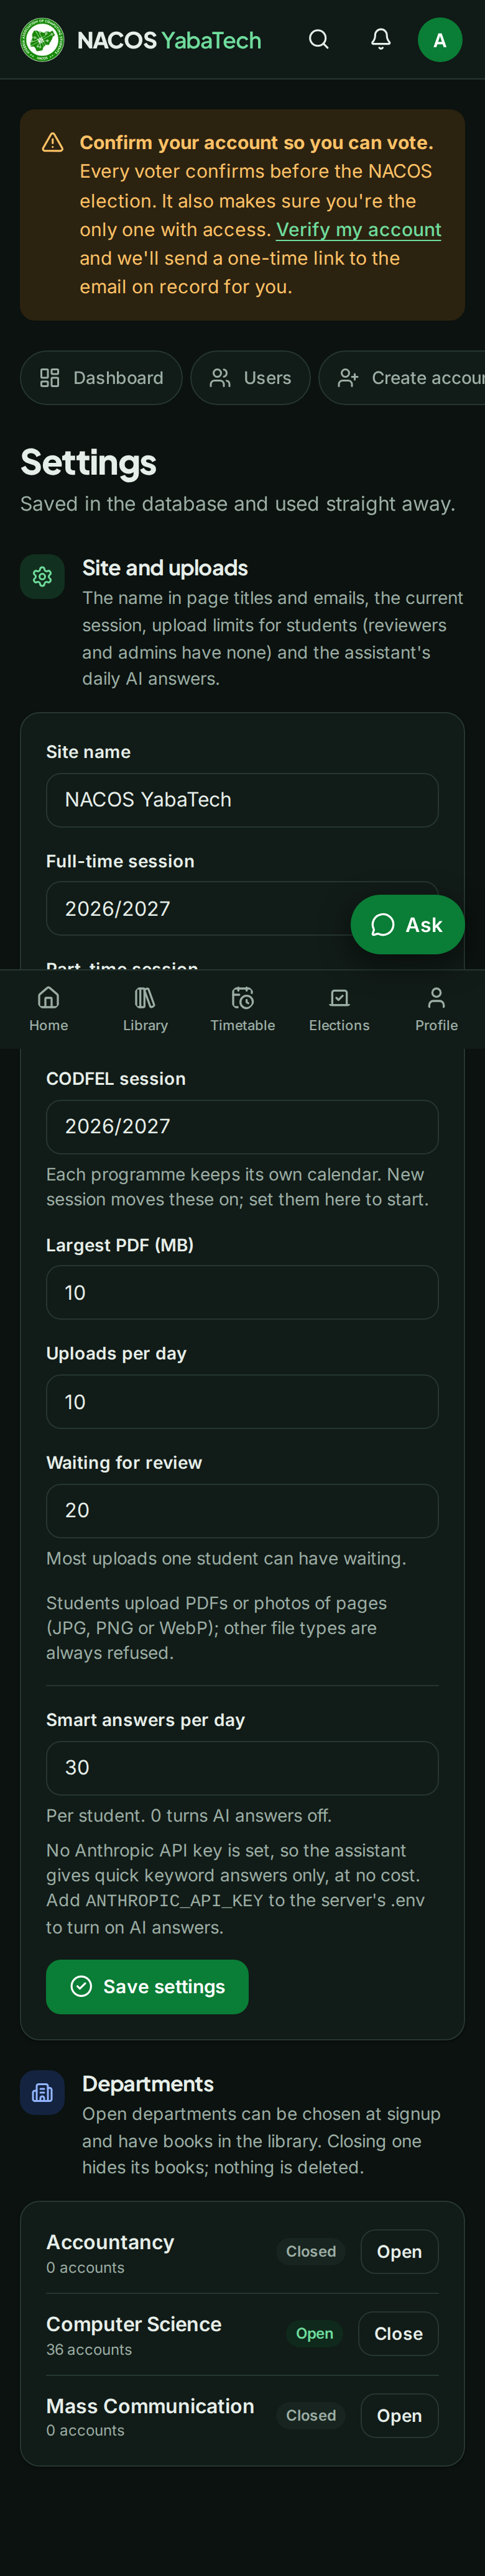 NACOS YabaTech
A
Confirm your account so you can vote.
Every voter confirms before the NACOS
election. It also makes sure you're the
only one with access. Verify my account
and we'll send a one-time link to the
email on record for you.
Dashboard
Users
Create accour
Settings
Saved in the database and used straight away.
Site and uploads
The name in page titles and emails, the current
session, upload limits for students (reviewers
and admins have none) and the assistant's
daily AI answers.
Site name
NACOS YabaTech
Full-time session
2026/2027
Ask
Part-time session
Home
Library
Timetable
Elections
Profile
CODFEL session
2026/2027
Each programme keeps its own calendar. New
session moves these on; set them here to start.
Largest PDF (MB)
10
Uploads per day
10
Waiting for review
20
Most uploads one student can have waiting.
Students upload PDFs or photos of pages
(JPG, PNG or WebP); other file types are
always refused.
Smart answers per day
30
Per student. 0 turns AI answers off.
No Anthropic API key is set, so the assistant
gives quick keyword answers only, at no cost.
Add ANTHROPIC_API_KEY to the server's .env
to turn on AI answers.
Save settings
Departments
Open departments can be chosen at signup
and have books in the library. Closing one
hides its books; nothing is deleted.
Accountancy
0 accounts
Closed
Open
Computer Science
36 accounts
Open
Close
Mass Communication
0 accounts
Closed
Open